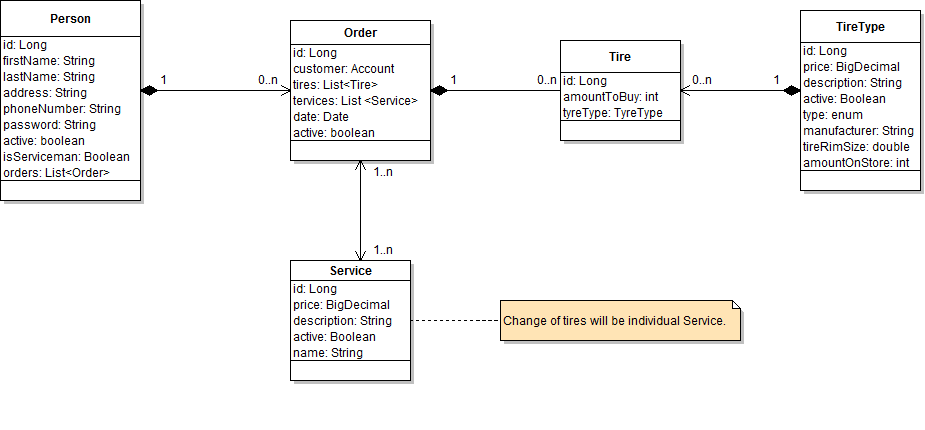 Person
id: Long
firstName: String
lastName: String
address: String
phoneNumber: String
password: String
active: boolean
isServiceman: Boolean
orders: List<Order>
1
0..n
Order
id: Long
customer: Account
tires: List<Tire>
tervices: List <Service>
date: Date
active: boolean
1
0..n
Tire
id: Long
amountToBuy: int
tyreType: TyreType
0..n
1
TireType
id: Long
price: BigDecimal
description: String
active: Boolean
type: enum
manufacturer: String
tireRimSize: double
amountOnStore: int
1..n
1..n
Service
id: Long
price: BigDecimal
description: String
active: Boolean
name: String
Change of tires will be individual Service.